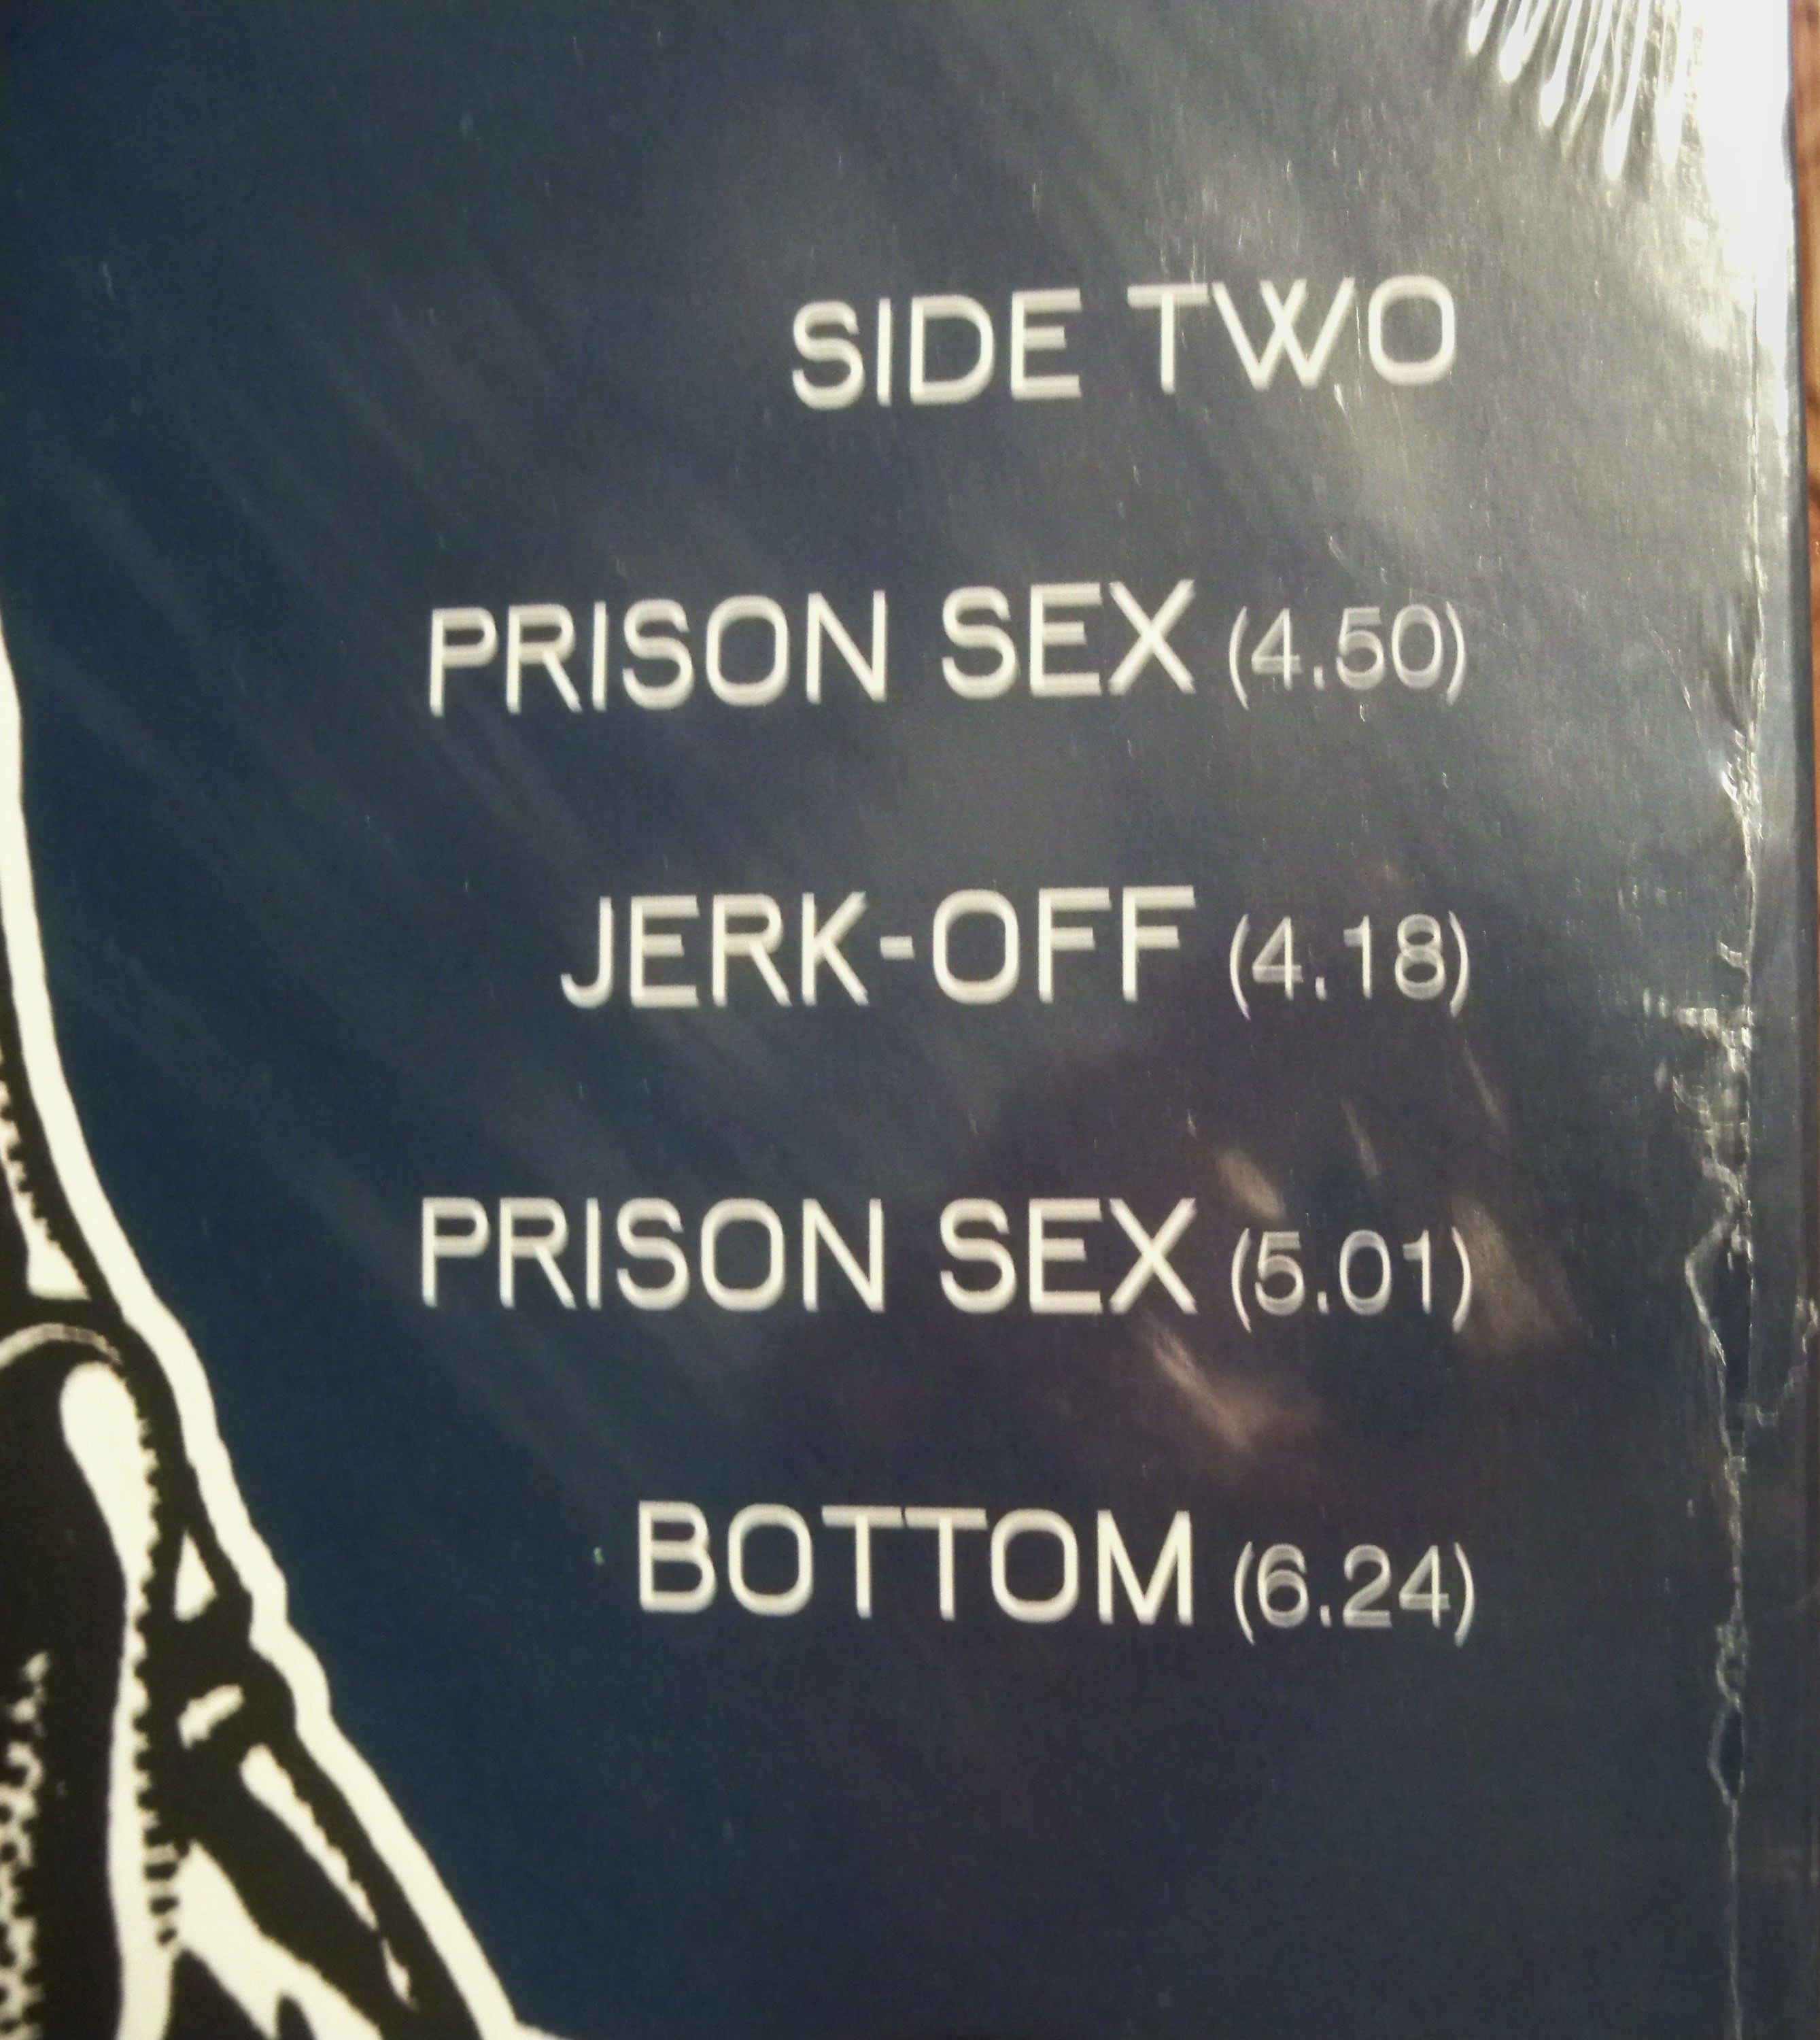 SIDE TWO
PRISON SEX (4.50)
JERK-OFF (4.18)
PRISON SEX (5.01)
BOTTOM (6.24)